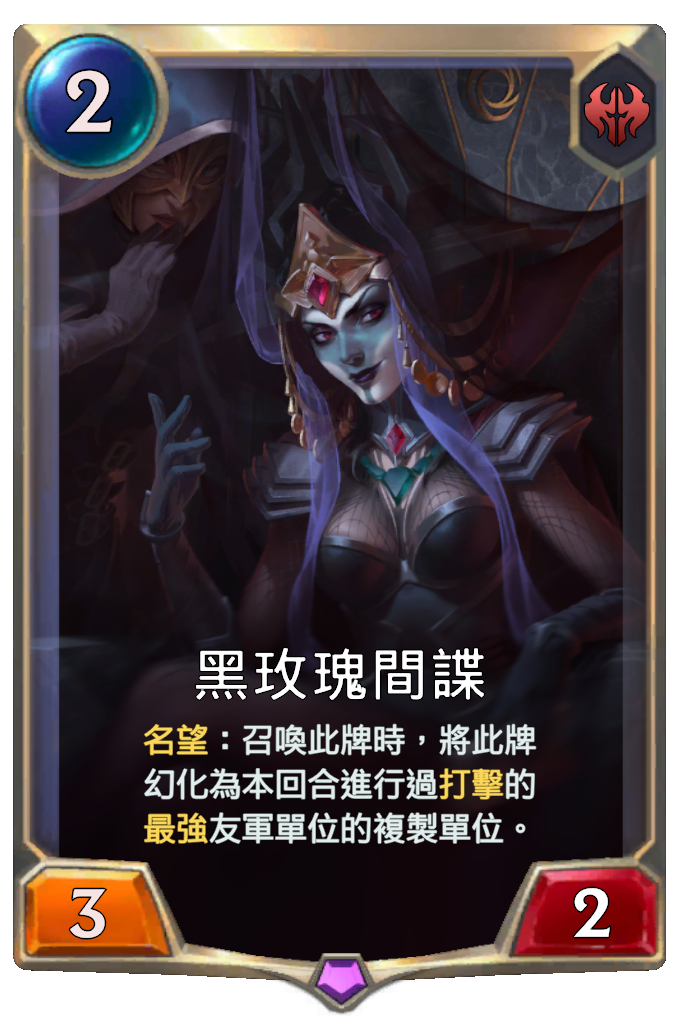 2
黑玫瑰間諜
名望：召喚此牌時，將此牌
幻化為本回合進行過打擊的
最強友軍單位的複製單位。
3
2